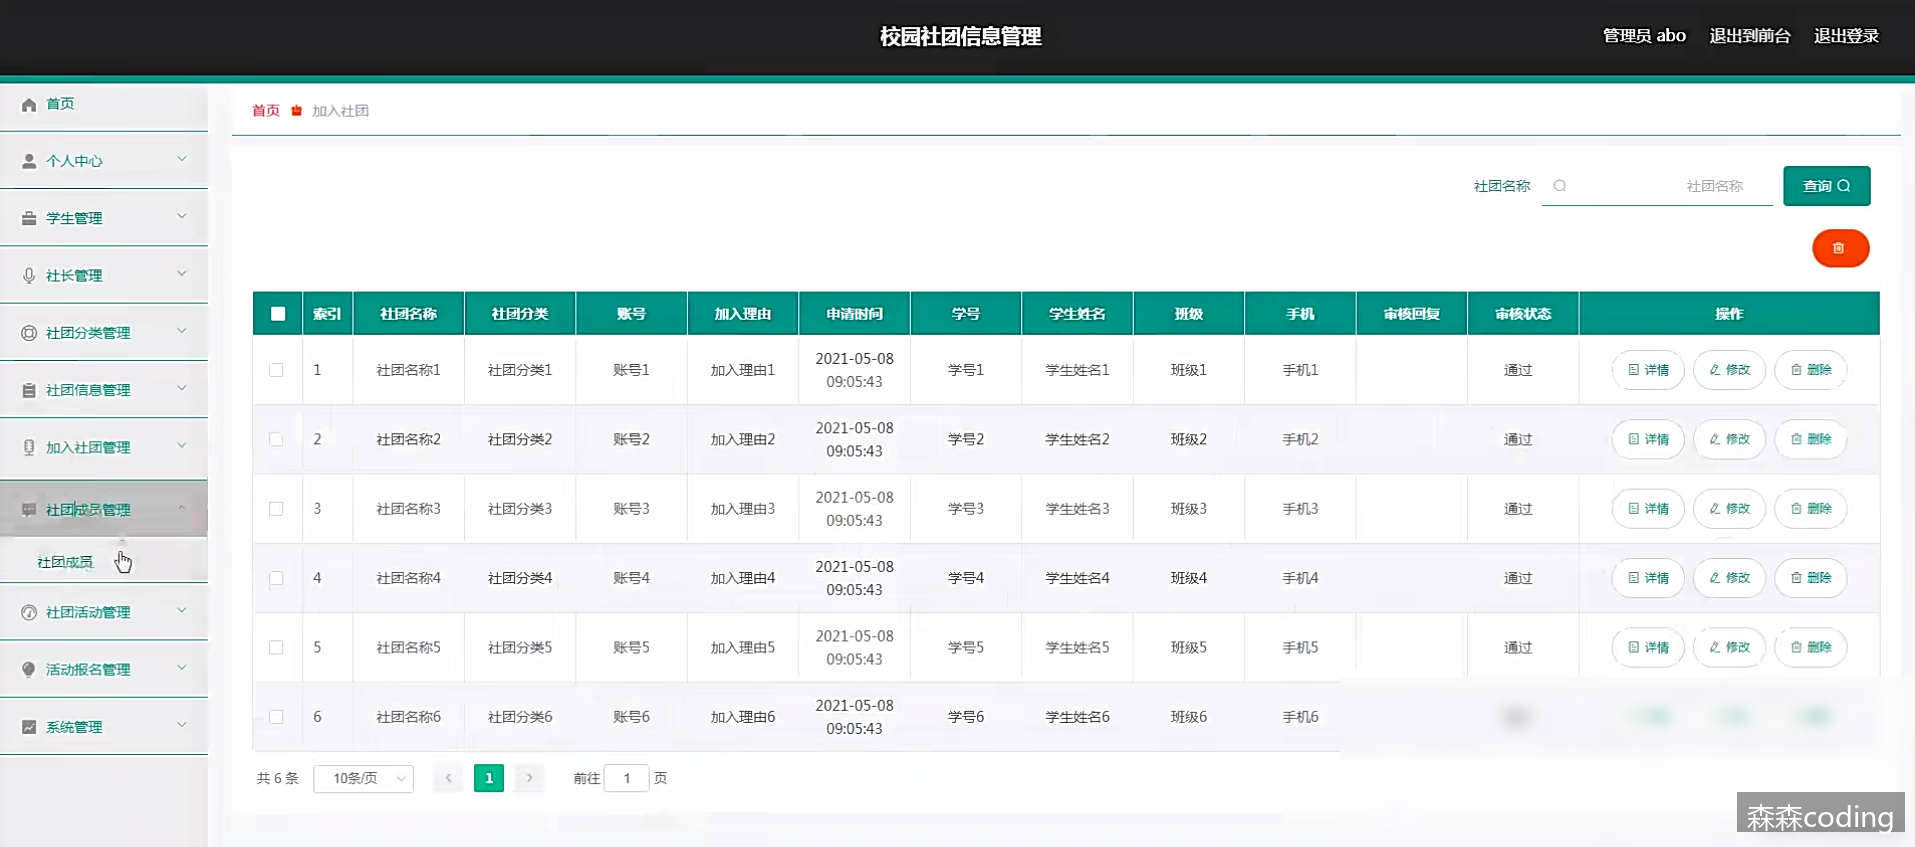 校园社团信息管理
管理员 abo 退出到前台 退出登录
首页
个人中心
学生管理
社长管理
社团分类管理
社团信息管理
加入社团管理
社团成员管理
社团成员
社团活动管理
活动报名管理
系统管理
首页 加入社团
社团名称 社团名称 查询
索引 社团名称 社团分类 账号 加入理由 申请时间 学号 学生姓名 班级 手机 审核回复 审核状态 操作
1 社团名称1 社团分类1 账号1 加入理由1 2021-05-08 09:05:43 学号1 学生姓名1 班级1 手机1 通过 详情 修改 删除
2 社团名称2 社团分类2 账号2 加入理由2 2021-05-08 09:05:43 学号2 学生姓名2 班级2 手机2 通过 详情 修改 删除
3 社团名称3 社团分类3 账号3 加入理由3 2021-05-08 09:05:43 学号3 学生姓名3 班级3 手机3 通过 详情 修改 删除
4 社团名称4 社团分类4 账号4 加入理由4 2021-05-08 09:05:43 学号4 学生姓名4 班级4 手机4 通过 详情 修改 删除
5 社团名称5 社团分类5 账号5 加入理由5 2021-05-08 09:05:43 学号5 学生姓名5 班级5 手机5 通过 详情 修改 删除
6 社团名称6 社团分类6 账号6 加入理由6 2021-05-08 09:05:43 学号6 学生姓名6 班级6 手机6
共 6 条 10条/页 1 前往 1 页
森森coding